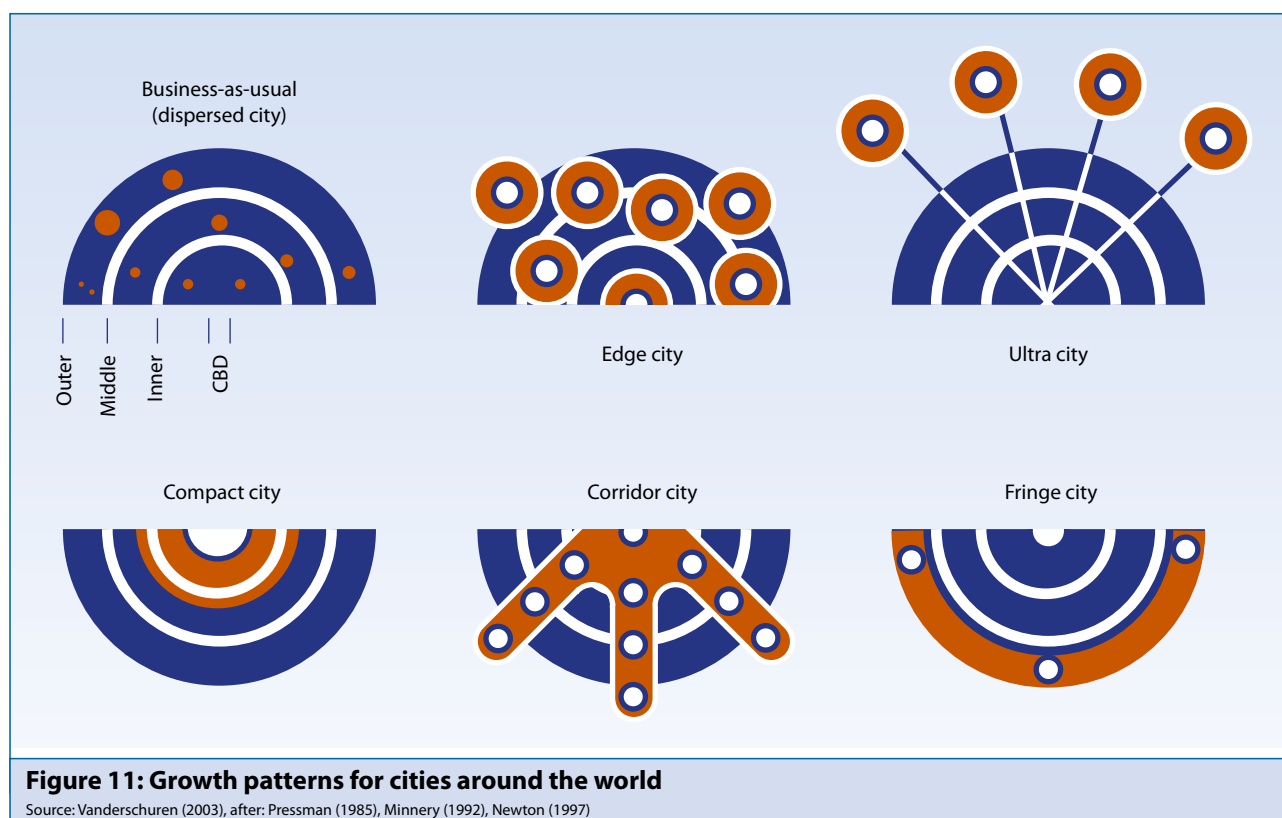 Business-as-usual
(dispersed city)
Outer
Middle
Inner
CBD
Edge city
Ultra city
Compact city
Corridor city
Fringe city
Figure 11: Growth patterns for cities around the world
Source: Vanderschuren (2003), after: Pressman (1985), Minnery (1992), Newton (1997)